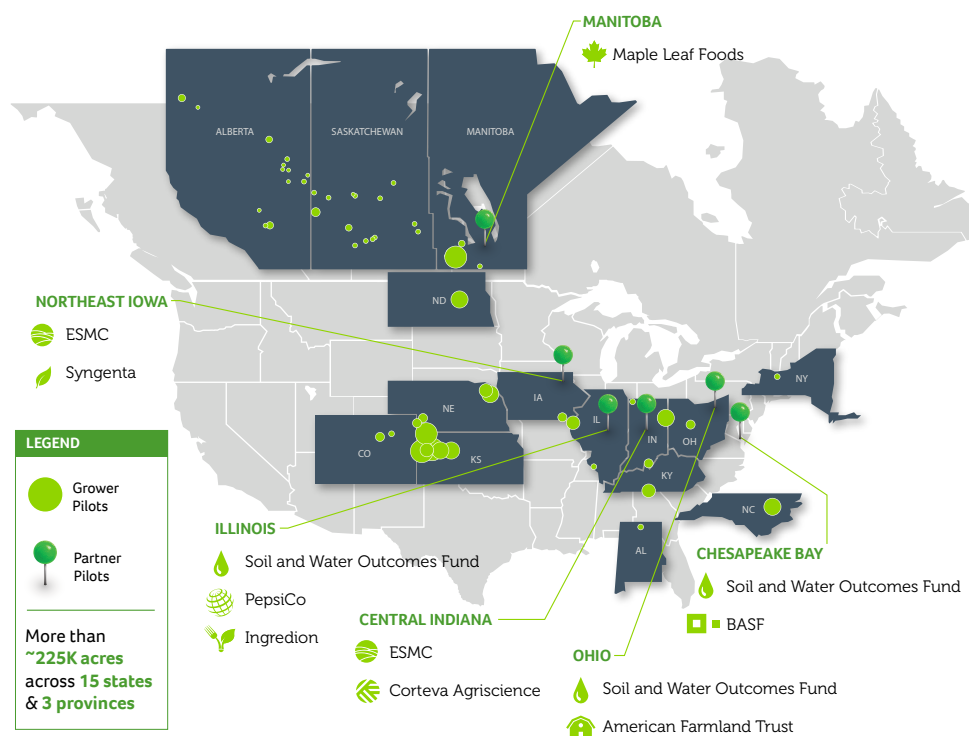 MANITOBA
Maple Leaf Foods
ALBERTA
SASKATCHEWAN
MANITOBA
NORTHEAST IOWA
ESMC
Syngenta
ND
NE
IA
IL
IN
OH
NY
CO
KS
KY
NC
AL
LEGEND
Grower
Pilots
Partner
Pilots
More than
~225K acres
across 15 states
& 3 provinces
ILLINOIS
Soil and Water Outcomes Fund
PepsiCo
Ingredion
CENTRAL INDIANA
ESMC
Corteva Agriscience
CHESAPEAKE BAY
Soil and Water Outcomes Fund
BASF
OHIO
Soil and Water Outcomes Fund
American Farmland Trust